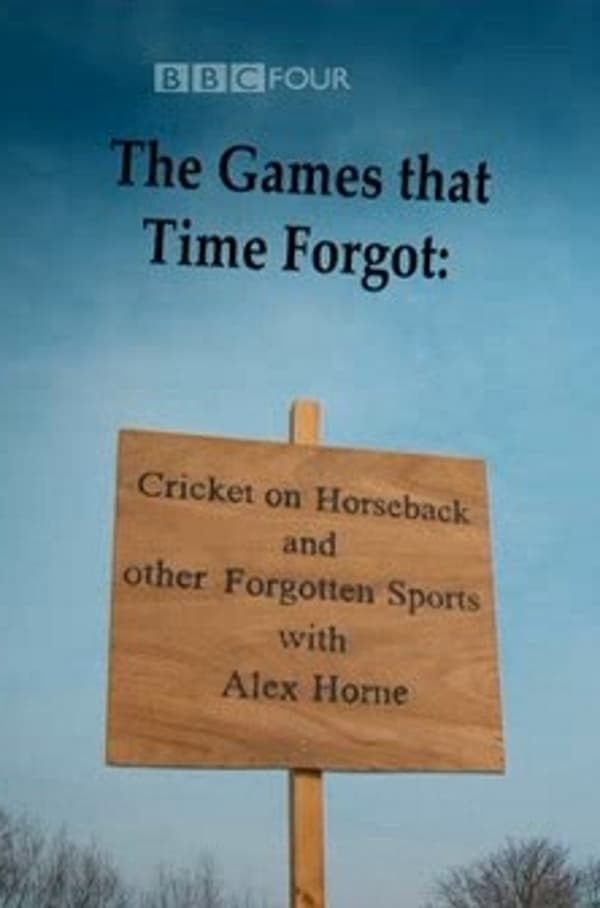 BBC FOUR
The Games that
Time Forgot:
Cricket on Horseback
and
other Forgotten Sports
with
Alex Horne